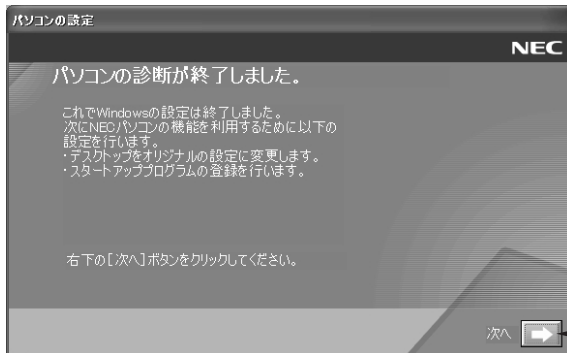 パソコンの設定
NEC
パソコンの診断が終了しました。
これでWindowsの設定は終了しました。
次にNECパソコンの機能を利用するために以下の
設定を行います。
・デスクトップをオリジナルの設定に変更します。
・スタートアッププログラムの登録を行います。
右下の[次へ]ボタンをクリックしてください。
次へ